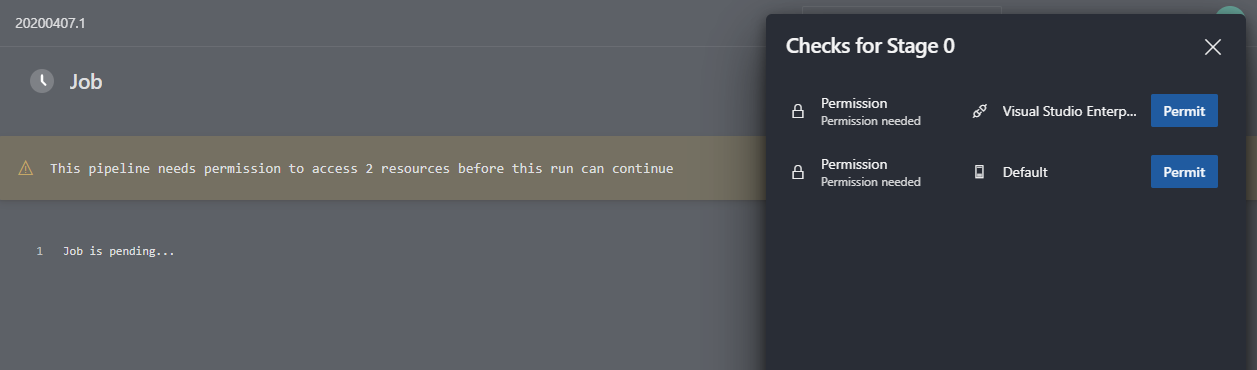 20200407.1
Job
This pipeline needs permission to access 2 resources before this run can continue
1 Job is pending...
Checks for Stage 0
Permission
Permission needed
Visual Studio Enterp...
Permit
Permission
Permission needed
Default
Permit